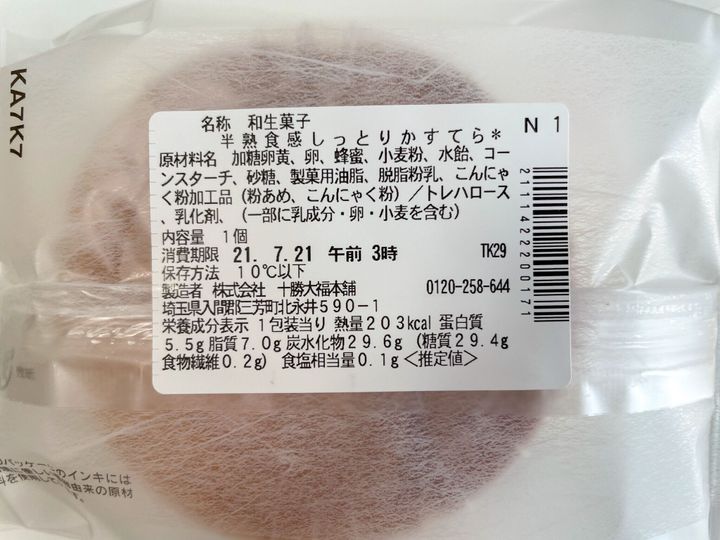 KA7K7
名称 和生菓子
N 1
半熟食感しっとりかすてら*
原材料名 加糖卵黄、卵、蜂蜜、小麦粉、水飴、コー
ンスターチ、砂糖、製菓用油脂、脱脂粉乳、こんにゃ
く粉加工品(粉あめ、こんにゃく粉)/トレハロース
、乳化剤、(一部に乳成分・卵・小麦を含む)
内容量 1個
消費期限 21. 7.21 午前 3時 TK29
保存方法 10℃以下
製造者 株式会社 十勝大福本舗 0120-258-644
埼玉県入間郡三芳町北永井590-1
栄養成分表示 1包装当り 熱量203kcal 蛋白質
5.5g 脂質7.0g 炭水化物29.6g (糖質29.4g
食物繊維0.2g) 食塩相当量0.1g<推定値>
2111422200171
のインキには
由来の原材